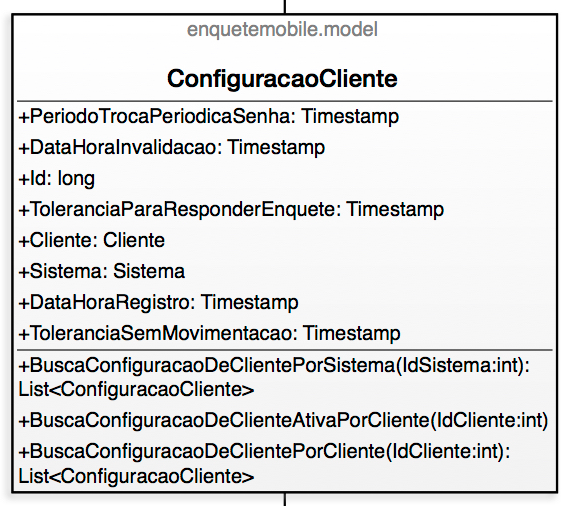 enquetemobile.model
ConfiguracaoCliente
+PeriodoTrocaPeriodicaSenha: Timestamp
+DataHoraInvalidacao: Timestamp
+Id: long
+ToleranciaParaResponderEnquete: Timestamp
+Cliente: Cliente
+Sistema: Sistema
+DataHoraRegistro: Timestamp
+ToleranciaSemMovimentacao: Timestamp
+BuscaConfiguracaoDeClientePorSistema(IdSistema:int):
List<ConfiguracaoCliente>
+BuscaConfiguracaoDeClienteAtivaPorCliente(IdCliente:int)
+BuscaConfiguracaoDeClientePorCliente(IdCliente:int):
List<ConfiguracaoCliente>